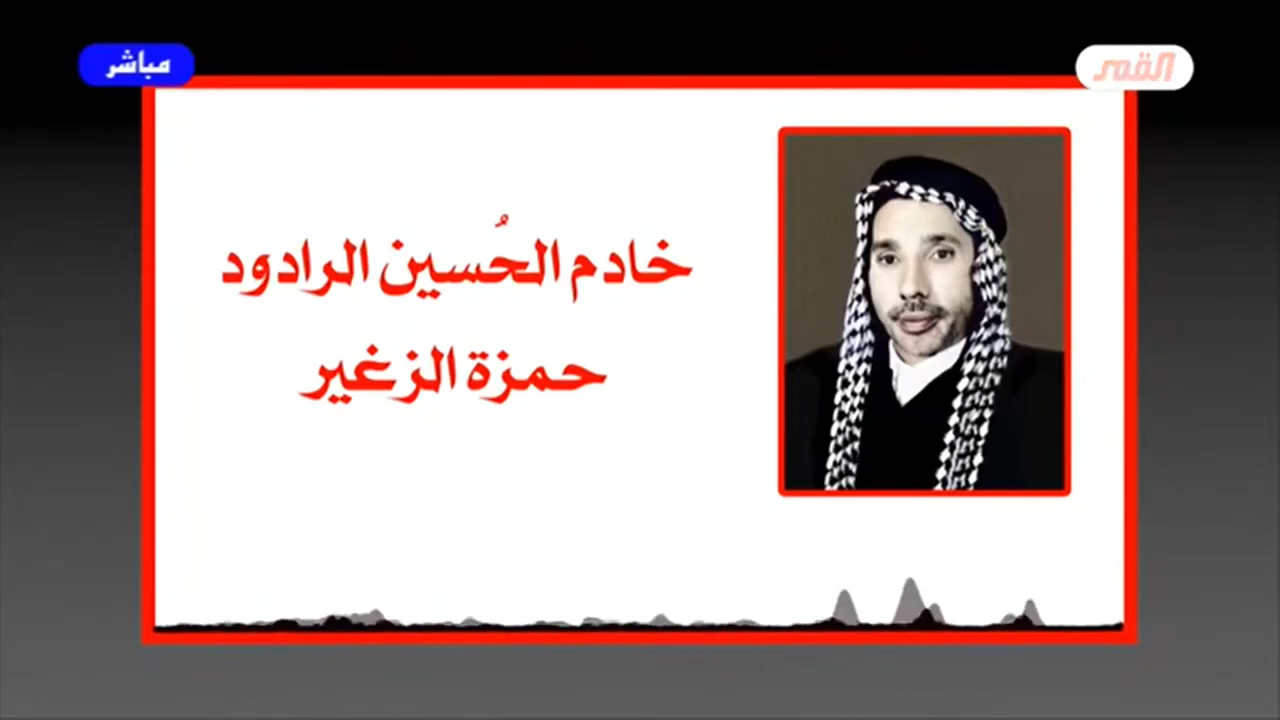 القمر
مباشر
خادم الحُسين الرادود
حمزة الزغير